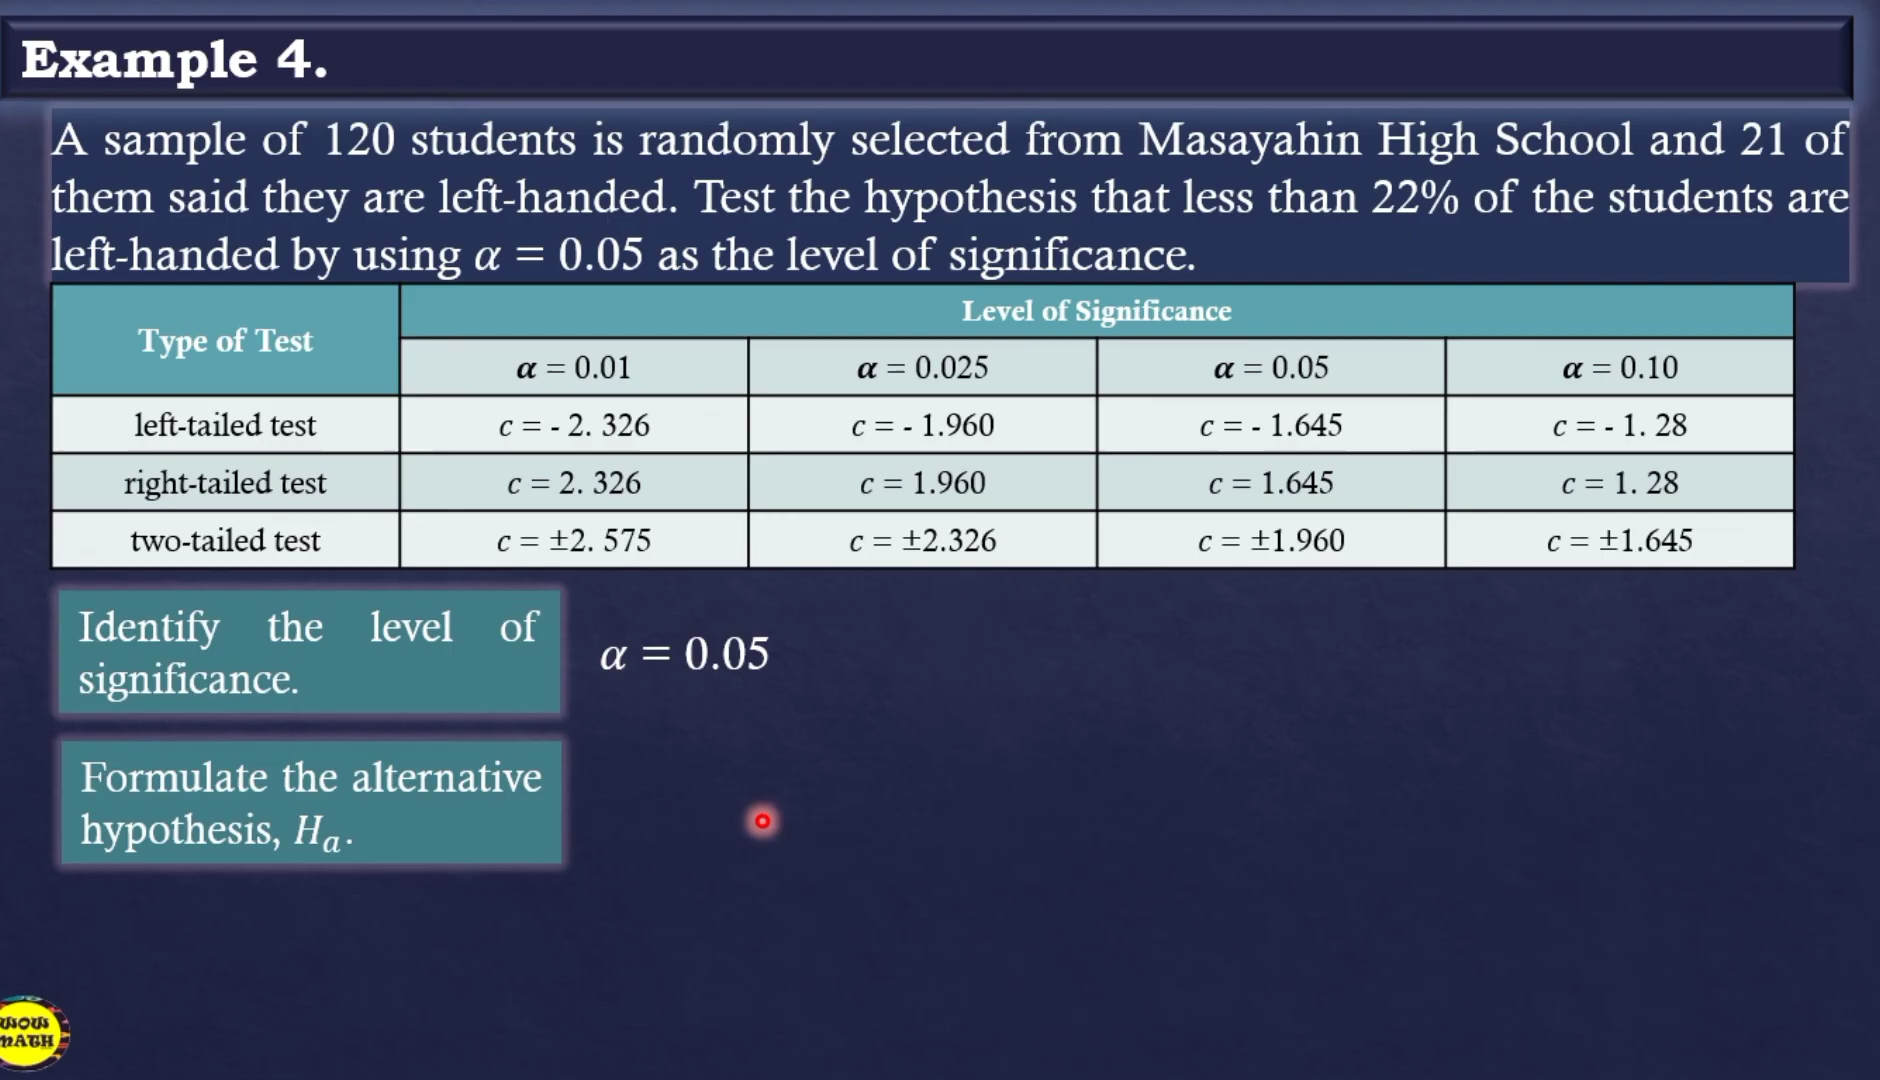 Example 4.
A sample of 120 students is randomly selected from Masayahin High School and 21 of
them said they are left-handed. Test the hypothesis that less than 22% of the students are
left-handed by using α = 0.05 as the level of significance.
Type of Test
Level of Significance
α = 0.01 α = 0.025 α = 0.05 α = 0.10
left-tailed test c = - 2. 326 c = - 1.960 c = - 1.645 c = - 1. 28
right-tailed test c = 2. 326 c = 1.960 c = 1.645 c = 1. 28
two-tailed test c = ±2. 575 c = ±2.326 c = ±1.960 c = ±1.645
Identify the level of
significance.
α = 0.05
Formulate the alternative
hypothesis, Hₐ.
WOW
MATH